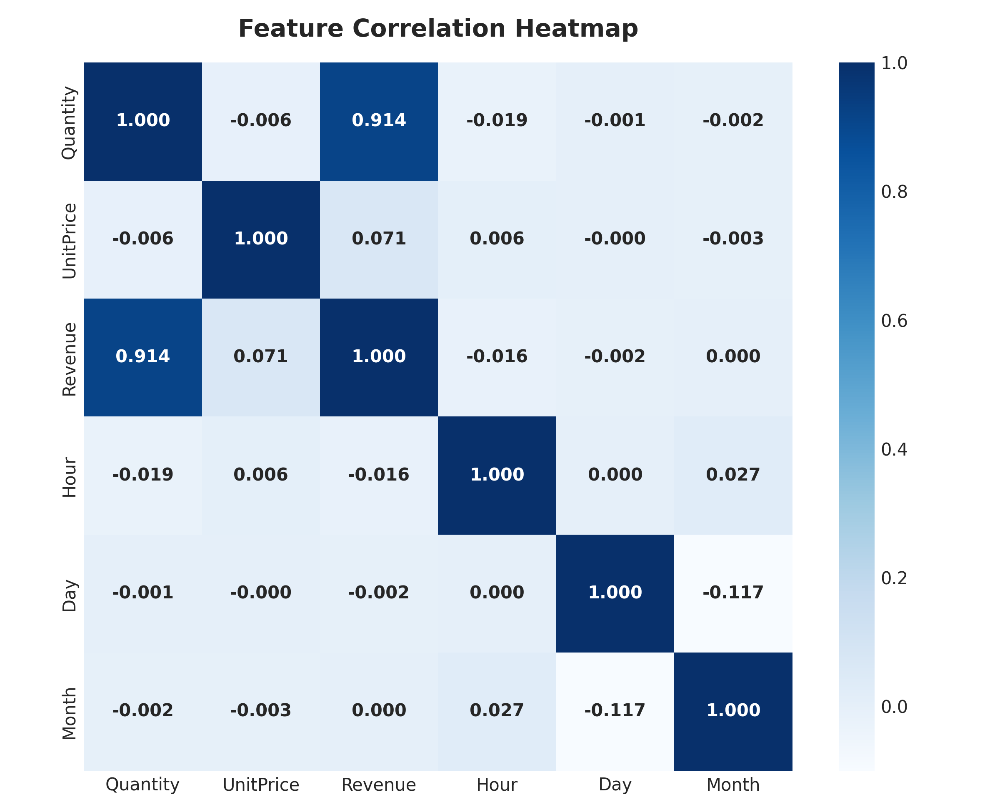 Feature Correlation Heatmap
Quantity 1.000 -0.006 0.914 -0.019 -0.001 -0.002
UnitPrice -0.006 1.000 0.071 0.006 -0.000 -0.003
Revenue 0.914 0.071 1.000 -0.016 -0.002 0.000
Hour -0.019 0.006 -0.016 1.000 0.000 0.027
Day -0.001 -0.000 -0.002 0.000 1.000 -0.117
Month -0.002 -0.003 0.000 0.027 -0.117 1.000
Quantity UnitPrice Revenue Hour Day Month
1.0
0.8
0.6
0.4
0.2
0.0